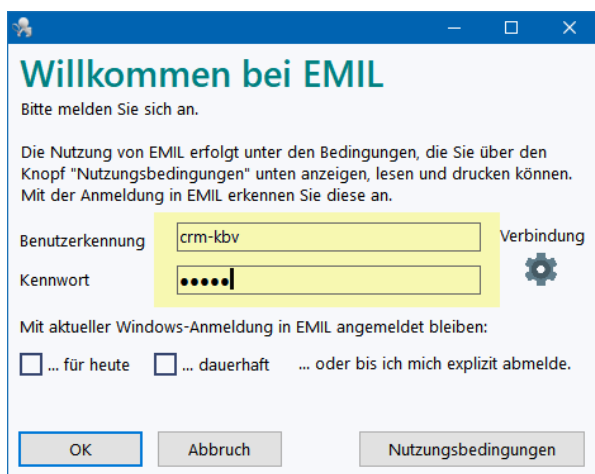 Willkommen bei EMIL
Bitte melden Sie sich an.
Die Nutzung von EMIL erfolgt unter den Bedingungen, die Sie über den
Knopf "Nutzungsbedingungen" unten anzeigen, lesen und drucken können.
Mit der Anmeldung in EMIL erkennen Sie diese an.
Benutzerkennung crm-kbv Verbindung
Kennwort •••••
Mit aktueller Windows-Anmeldung in EMIL angemeldet bleiben:
... für heute ... dauerhaft ... oder bis ich mich explizit abmelde.
OK Abbruch Nutzungsbedingungen